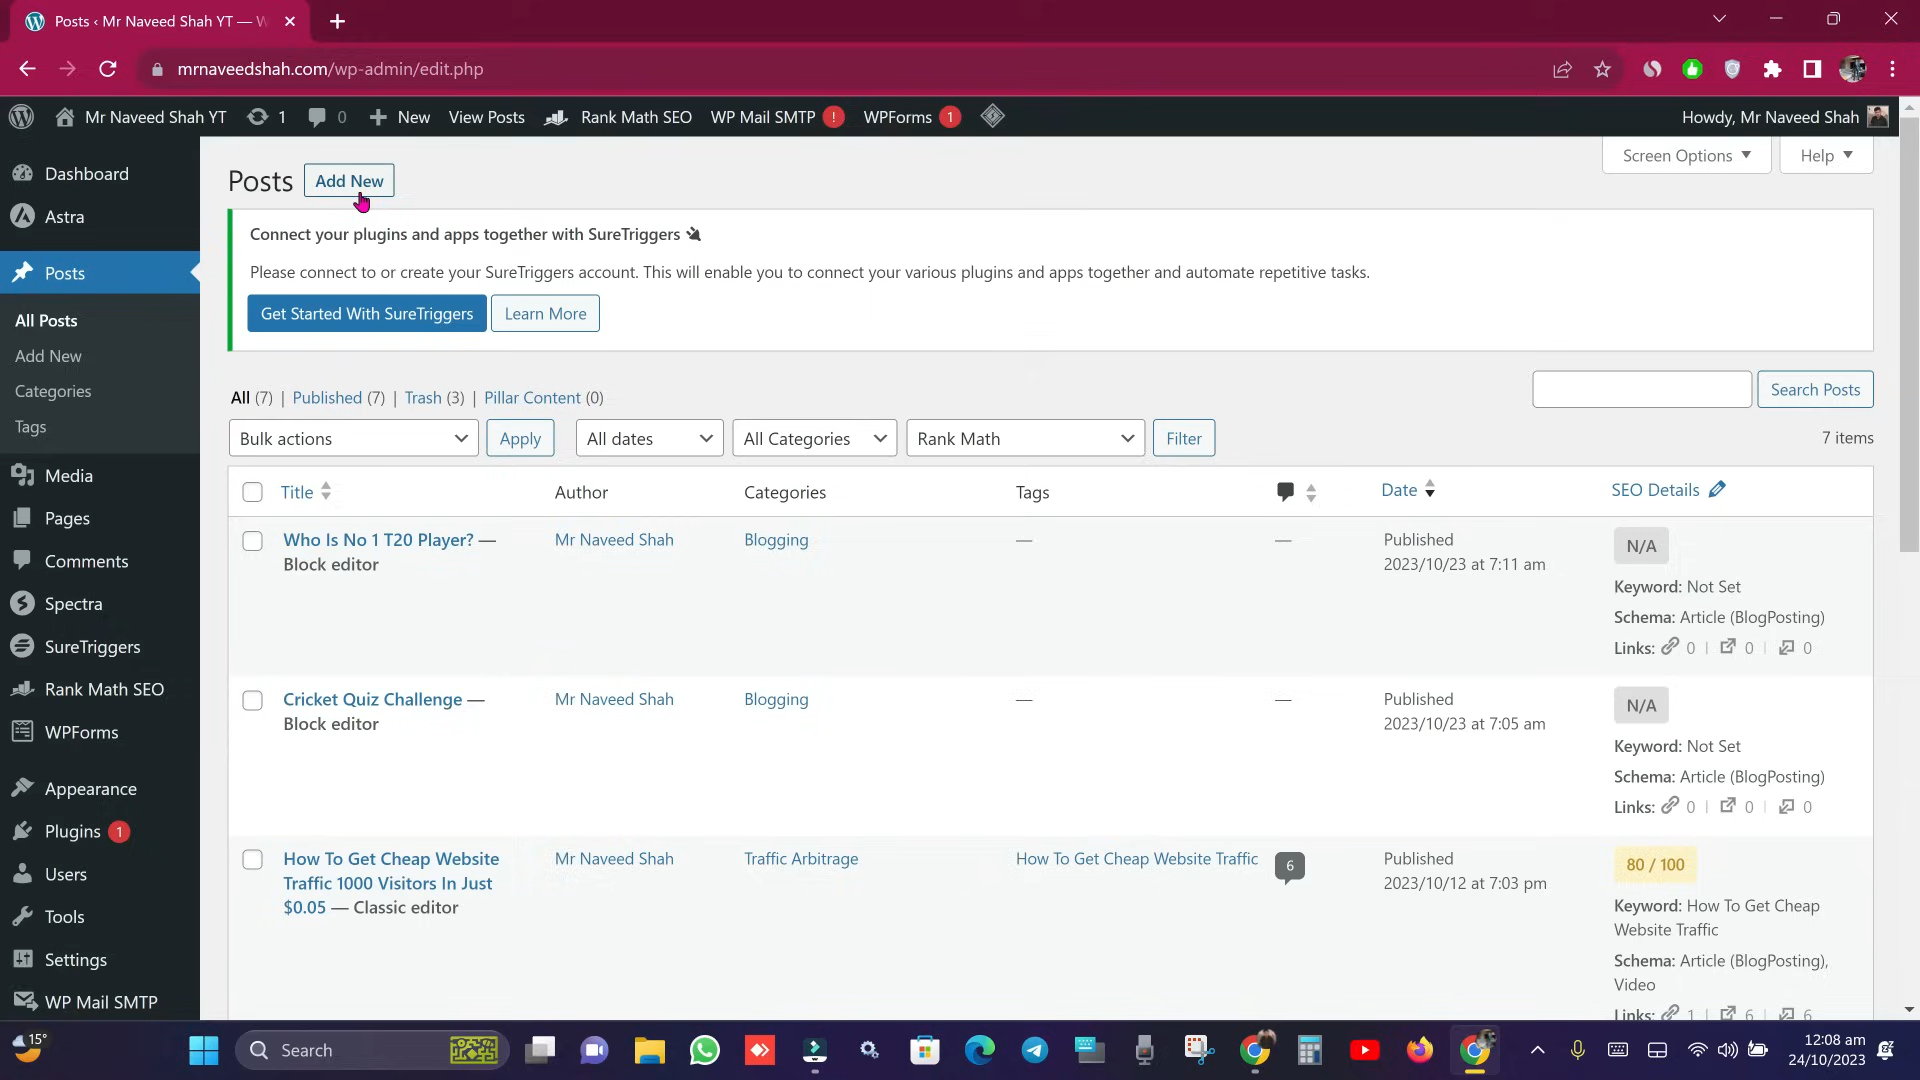 Posts ‹ Mr Naveed Shah YT — W
mrnaveedshah.com/wp-admin/edit.php
Mr Naveed Shah YT 1 0 New View Posts Rank Math SEO WP Mail SMTP ! WPForms 1 Howdy, Mr Naveed Shah
Screen Options Help
Dashboard
Astra
Posts
All Posts
Add New
Categories
Tags
Media
Pages
Comments
Spectra
SureTriggers
Rank Math SEO
WPForms
Appearance
Plugins 1
Users
Tools
Settings
WP Mail SMTP
Posts Add New
Connect your plugins and apps together with SureTriggers
Please connect to or create your SureTriggers account. This will enable you to connect your various plugins and apps together and automate repetitive tasks.
Get Started With SureTriggers Learn More
All (7) | Published (7) | Trash (3) | Pillar Content (0)
Search Posts
Bulk actions Apply All dates All Categories Rank Math Filter 7 items
Title Author Categories Tags Date SEO Details
Who Is No 1 T20 Player? — Mr Naveed Shah Blogging — — Published N/A
Block editor 2023/10/23 at 7:11 am
Keyword: Not Set
Schema: Article (BlogPosting)
Links: 0 | 0 | 0
Cricket Quiz Challenge — Mr Naveed Shah Blogging — — Published N/A
Block editor 2023/10/23 at 7:05 am
Keyword: Not Set
Schema: Article (BlogPosting)
Links: 0 | 0 | 0
How To Get Cheap Website Mr Naveed Shah Traffic Arbitrage How To Get Cheap Website Traffic 6 Published 80 / 100
Traffic 1000 Visitors In Just 2023/10/12 at 7:03 pm
$0.05 — Classic editor
Keyword: How To Get Cheap
Website Traffic
Schema: Article (BlogPosting),
Video
Links: 1 | 6 | 6
15° Search 12:08 am
24/10/2023